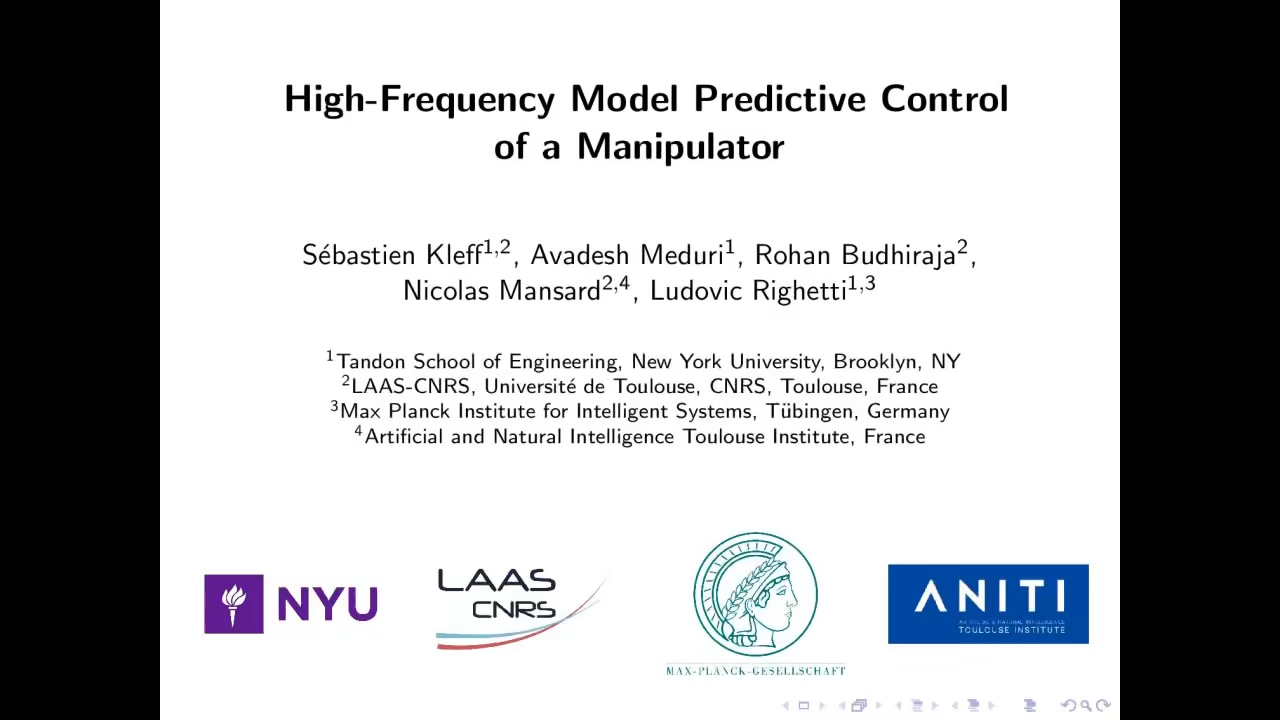 High-Frequency Model Predictive Control
of a Manipulator
Sébastien Kleff1,2, Avadesh Meduri1, Rohan Budhiraja2,
Nicolas Mansard2,4, Ludovic Righetti1,3
1Tandon School of Engineering, New York University, Brooklyn, NY
2LAAS-CNRS, Université de Toulouse, CNRS, Toulouse, France
3Max Planck Institute for Intelligent Systems, Tübingen, Germany
4Artificial and Natural Intelligence Toulouse Institute, France
NYU
LAAS
CNRS
MAX-PLANCK-GESELLSCHAFT
ANITI
ARTIFICIAL & NATURAL INTELLIGENCE
TOULOUSE INSTITUTE